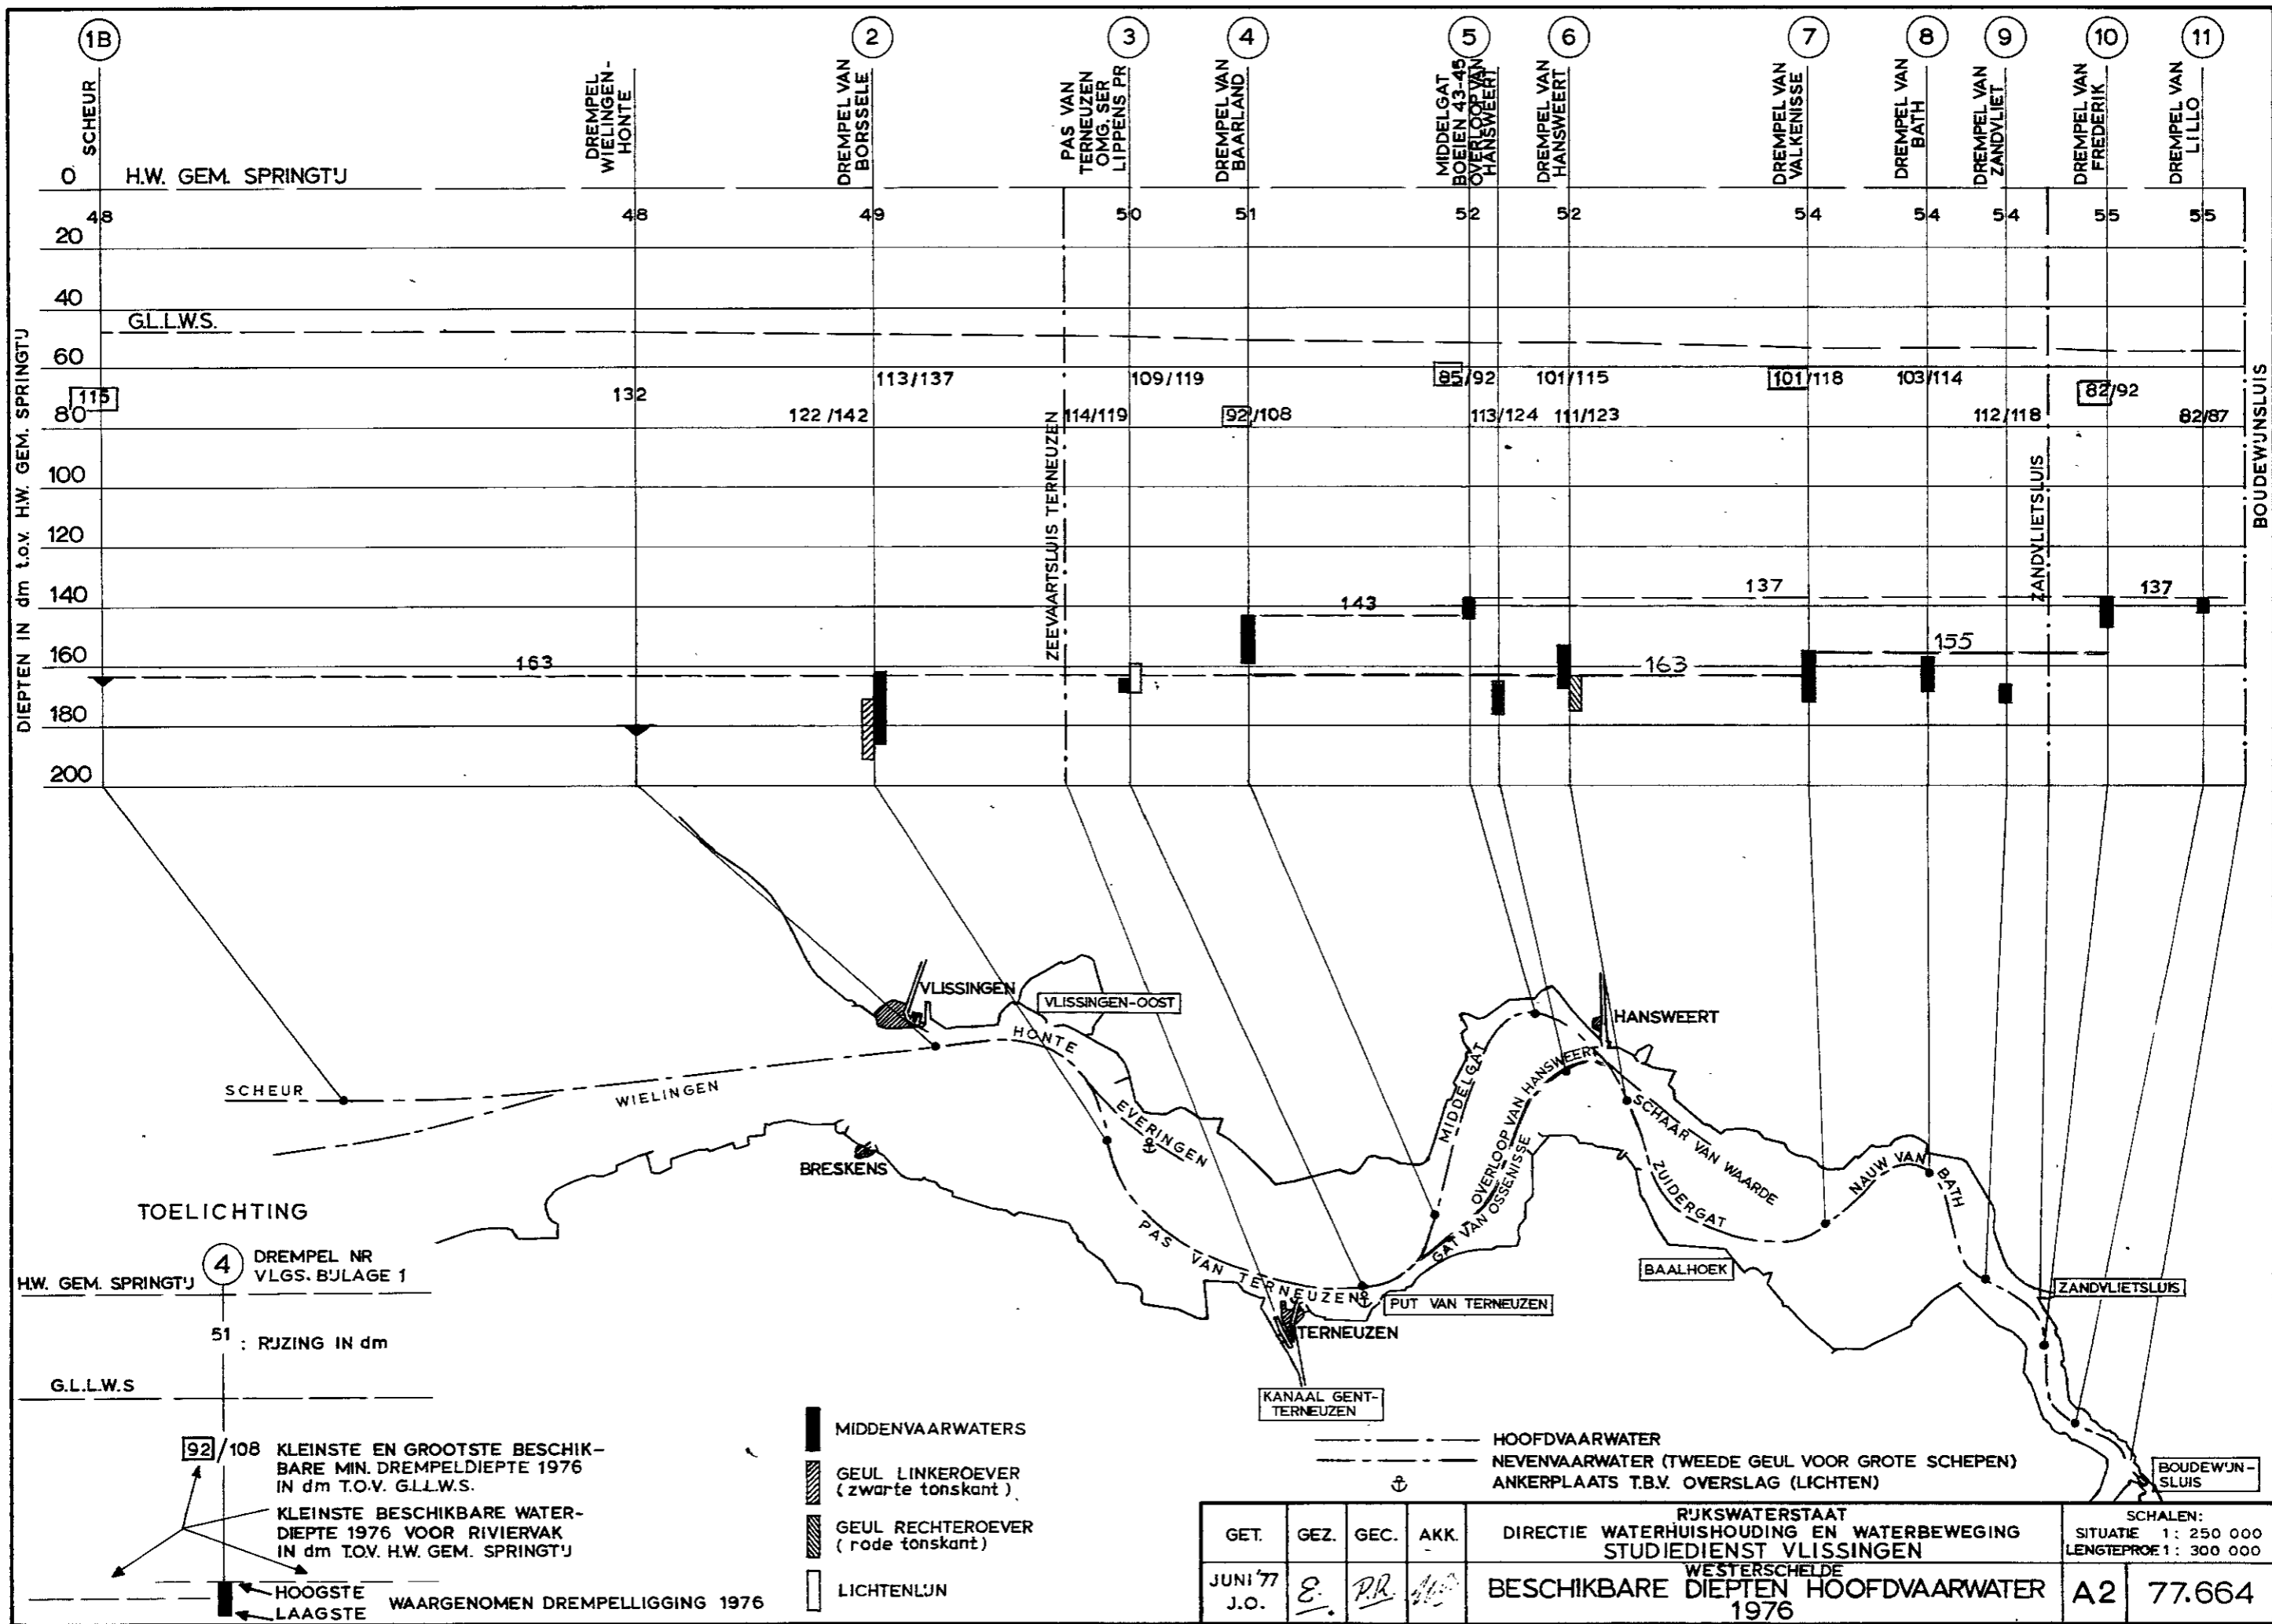 1B
2
3
4
5
6
7
8
9
10
11
SCHEUR
DREMPEL
WIELINGEN-
HONTE
DREMPEL VAN
BORSSELE
PAS VAN
TERNEUZEN
OMG. SER
LIPPENS PR
DREMPEL VAN
BAARLAND
MIDDELGAT
BOEIEN 43-45
OVERLOOP VAN
HANSWEERT
DREMPEL VAN
HANSWEERT
DREMPEL VAN
VALKENISSE
DREMPEL VAN
BATH
DREMPEL VAN
ZANDVLIET
DREMPEL VAN
FREDERIK
DREMPEL VAN
LILLO
DIEPTEN IN dm t.o.v. H.W. GEM. SPRINGTIJ
0 H.W. GEM. SPRINGTIJ
48 48 49 50 51 52 52 54 54 54 55 55
20
40
G.L.L.W.S.
60
113/137 109/119 85/92 101/115 101/118 103/114
115 132 82/92
80 122/142 114/119 92/108 113/124 111/123 112/118 82/87
100
120
140
143 137 137
160
163 163 155
180
200
ZEEVAARTSLUIS TERNEUZEN
ZANDVLIETSLUIS
BOUDEWIJNSLUIS
VLISSINGEN
VLISSINGEN-OOST
HONTE
SCHEUR
WIELINGEN
EVERINGEN
BRESKENS
PAS VAN TERNEUZEN
PUT VAN TERNEUZEN
TERNEUZEN
KANAAL GENT-
TERNEUZEN
MIDDELGAT
OVERLOOP VAN HANSWEERT
GAT VAN OSSENISSE
HANSWEERT
SCHAAR VAN WAARDE
ZUIDERGAT
BAALHOEK
NAUW VAN BATH
ZANDVLIETSLUIS
BOUDEWIJN-
SLUIS
TOELICHTING
4 DREMPEL NR
VLGS. BIJLAGE 1
H.W. GEM. SPRINGTIJ
51 : RIJZING IN dm
G.L.L.W.S
92/108 KLEINSTE EN GROOTSTE BESCHIK-
BARE MIN. DREMPELDIEPTE 1976
IN dm T.O.V. G.L.L.W.S.
KLEINSTE BESCHIKBARE WATER-
DIEPTE 1976 VOOR RIVIERVAK
IN dm T.O.V. H.W. GEM. SPRINGTIJ
HOOGSTE
LAAGSTE
WAARGENOMEN DREMPELLIGGING 1976
MIDDENVAARWATERS
GEUL LINKEROEVER
(zwarte tonskant)
GEUL RECHTEROEVER
(rode tonskant)
LICHTENLIJN
HOOFDVAARWATER
NEVENVAARWATER (TWEEDE GEUL VOOR GROTE SCHEPEN)
ANKERPLAATS T.B.V. OVERSLAG (LICHTEN)
GET. GEZ. GEC. AKK.
JUNI '77
J.O.
E.
P.R.
RIJKSWATERSTAAT
DIRECTIE WATERHUISHOUDING EN WATERBEWEGING
STUDIEDIENST VLISSINGEN
WESTERSCHELDE
BESCHIKBARE DIEPTEN HOOFDVAARWATER
1976
SCHALEN:
SITUATIE 1: 250 000
LENGTEPROF 1: 300 000
A2 77.664